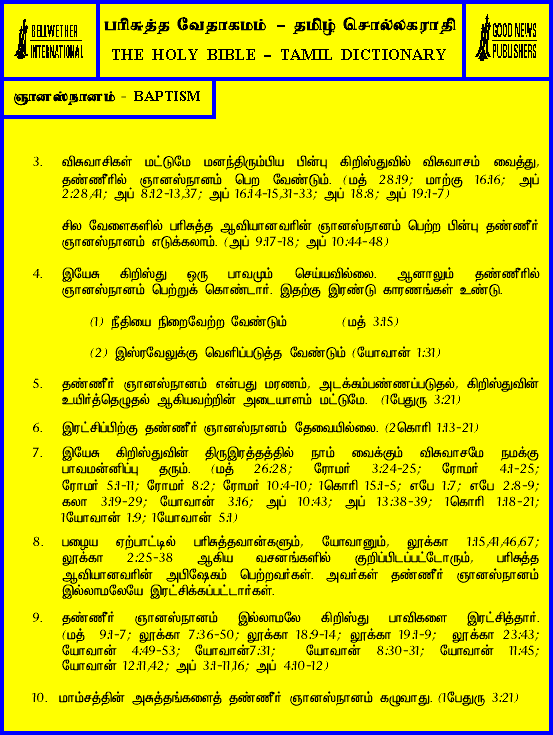 BELLWETHER
INTERNATIONAL
பரிசுத்த வேதாகமம் – தமிழ் சொல்லகராதி
THE HOLY BIBLE – TAMIL DICTIONARY
GOOD NEWS
PUBLISHERS
ஞானஸ்நானம் - BAPTISM
3. விசுவாசிகள் மட்டுமே மனந்திரும்பிய பின்பு கிறிஸ்துவில் விசுவாசம் வைத்து,
தண்ணீரில் ஞானஸ்நானம் பெற வேண்டும். (மத் 28:19; மாற்கு 16:16; அப்
2:28,41; அப் 8:12-13,37; அப் 16:14-15,31-33; அப் 18:8; அப் 19:1-7)
சில வேளைகளில் பரிசுத்த ஆவியானவரின் ஞானஸ்நானம் பெற்ற பின்பு தண்ணீர்
ஞானஸ்நானம் எடுக்கலாம். (அப் 9:17-18; அப் 10:44-48)
4. இயேசு கிறிஸ்து ஒரு பாவமும் செய்யவில்லை. ஆனாலும் தண்ணீரில்
ஞானஸ்நானம் பெற்றுக் கொண்டார். இதற்கு இரண்டு காரணங்கள் உண்டு.
(1) நீதியை நிறைவேற்ற வேண்டும் (மத் 3:15)
(2) இஸ்ரவேலுக்கு வெளிப்படுத்த வேண்டும் (யோவான் 1:31)
5. தண்ணீர் ஞானஸ்நானம் என்பது மரணம், அடக்கம்பண்ணப்படுதல், கிறிஸ்துவின்
உயிர்த்தெழுதல் ஆகியவற்றின் அடையாளம் மட்டுமே. (1பேதுரு 3:21)
6. இரட்சிப்பிற்கு தண்ணீர் ஞானஸ்நானம் தேவையில்லை. (2கொரி 1:13-21)
7. இயேசு கிறிஸ்துவின் திருஇரத்தத்தில் நாம் வைக்கும் விசுவாசமே நமக்கு
பாவமன்னிப்பு தரும். (மத் 26:28; ரோமர் 3:24-25; ரோமர் 4:1-25;
ரோமர் 5:1-11; ரோமர் 8:2; ரோமர் 10:4-10; 1கொரி 15:1-5; எபே 1:7; எபே 2:8-9;
கலா 3:19-29; யோவான் 3:16; அப் 10:43; அப் 13:38-39; 1கொரி 1:18-21;
1யோவான் 1:9; 1யோவான் 5:1)
8. பழைய ஏற்பாட்டில் பரிசுத்தவான்களும், யோவானும், லூக்கா 1:15,41,46,67;
லூக்கா 2:25-38 ஆகிய வசனங்களில் குறிப்பிடப்பட்டோரும், பரிசுத்த
ஆவியானவரின் அபிஷேகம் பெற்றவர்கள். அவர்கள் தண்ணீர் ஞானஸ்நானம்
இல்லாமலேயே இரட்சிக்கப்பட்டார்கள்.
9. தண்ணீர் ஞானஸ்நானம் இல்லாமலே கிறிஸ்து பாவிகளை இரட்சித்தார்.
(மத் 9:1-7; லூக்கா 7:36-50; லூக்கா 18:9-14; லூக்கா 19:1-9; லூக்கா 23:43;
யோவான் 4:49-53; யோவான்7:31; யோவான் 8:30-31; யோவான் 11:45;
யோவான் 12:11,42; அப் 3:1-11,16; அப் 4:10-12)
10. மாம்சத்தின் அசுத்தங்களைத் தண்ணீர் ஞானஸ்நானம் கழுவாது. (1பேதுரு 3:21)